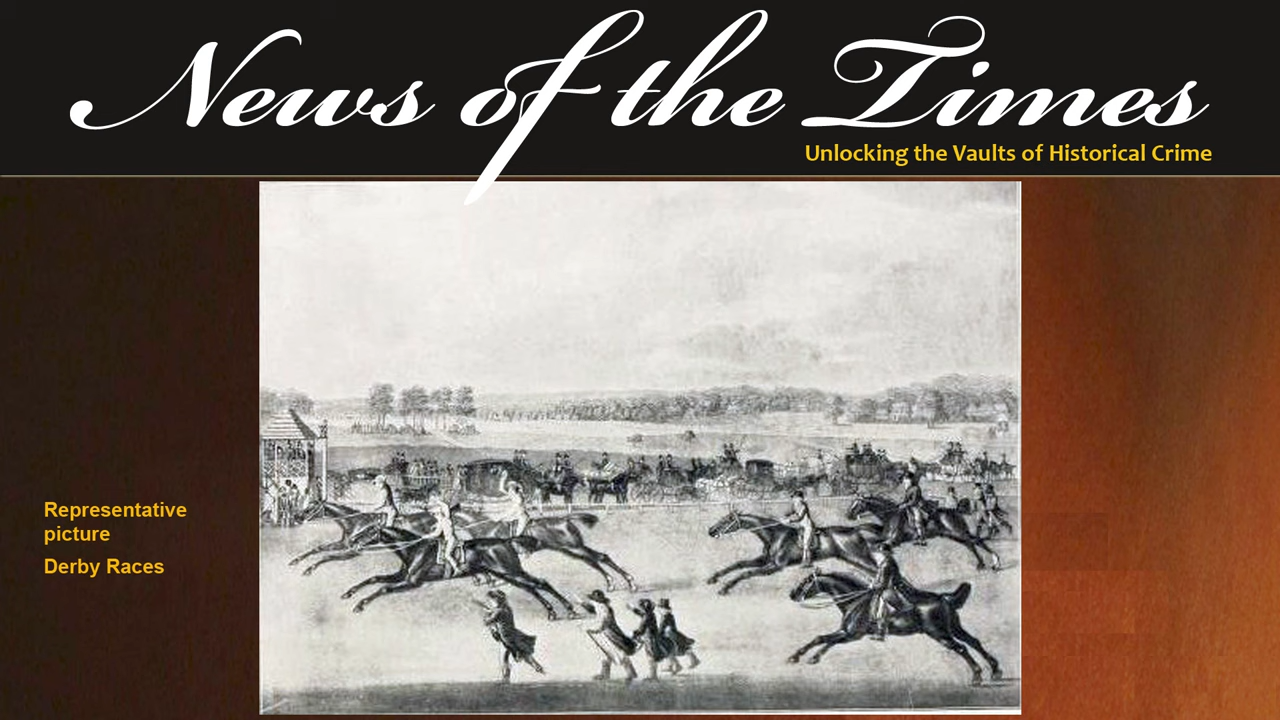 News of the Times
Unlocking the Vaults of Historical Crime
Representative
picture
Derby Races